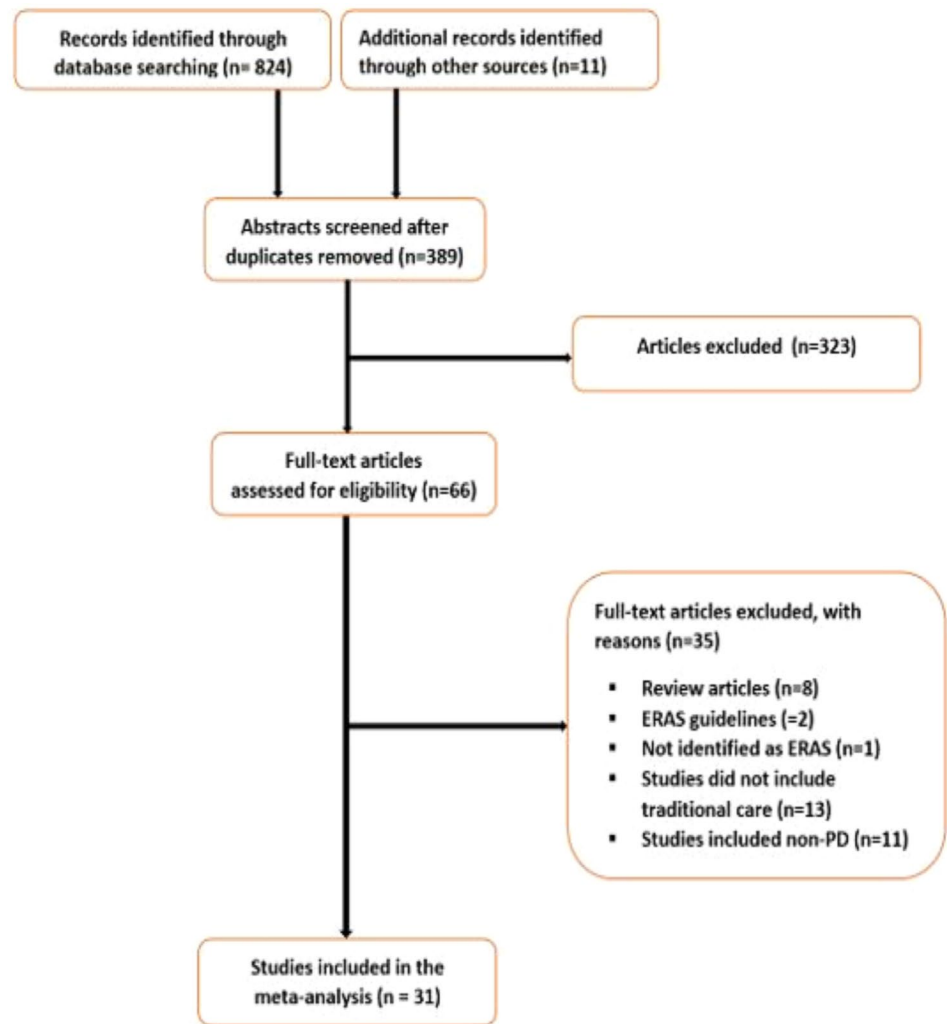 Records identified through
database searching (n= 824)
Additional records identified
through other sources (n=11)
Abstracts screened after
duplicates removed (n=389)
Articles excluded (n=323)
Full-text articles
assessed for eligibility (n=66)
Full-text articles excluded, with
reasons (n=35)
▪ Review articles (n=8)
▪ ERAS guidelines (=2)
▪ Not identified as ERAS (n=1)
▪ Studies did not include
traditional care (n=13)
▪ Studies included non-PD (n=11)
Studies included in the
meta-analysis (n = 31)